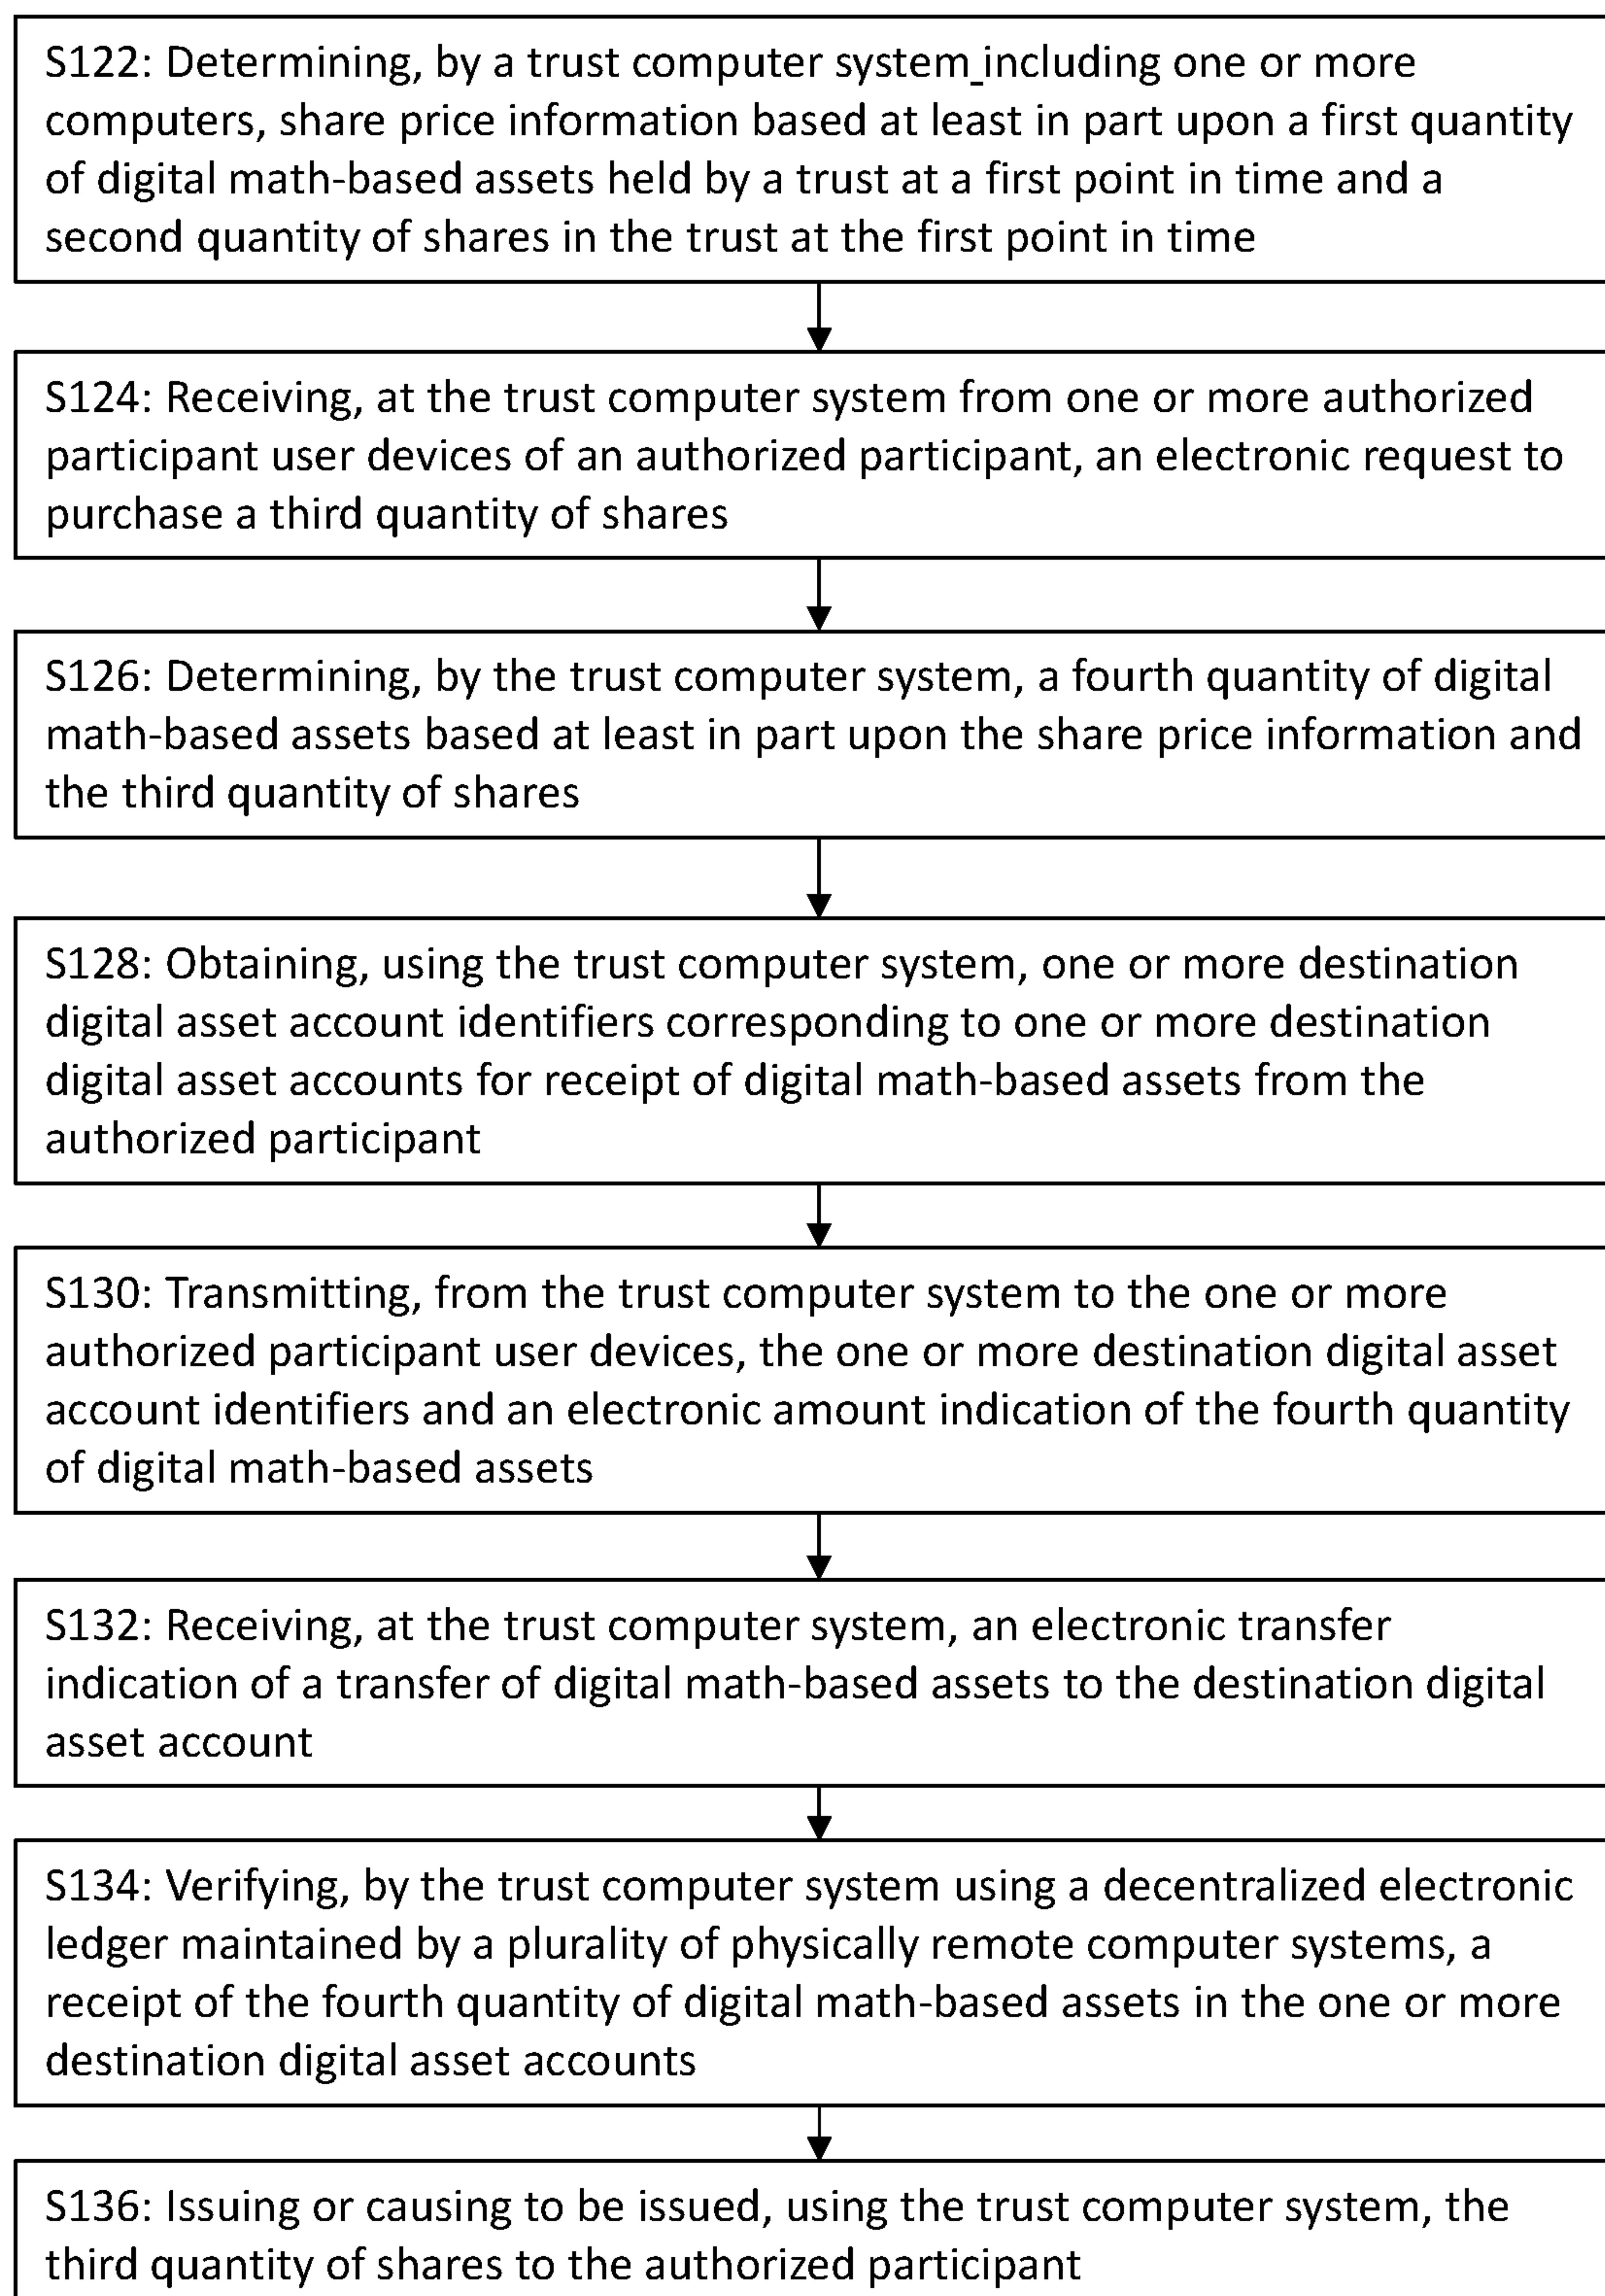 S122: Determining, by a trust computer system_including one or more
computers, share price information based at least in part upon a first quantity
of digital math-based assets held by a trust at a first point in time and a
second quantity of shares in the trust at the first point in time
S124: Receiving, at the trust computer system from one or more authorized
participant user devices of an authorized participant, an electronic request to
purchase a third quantity of shares
S126: Determining, by the trust computer system, a fourth quantity of digital
math-based assets based at least in part upon the share price information and
the third quantity of shares
S128: Obtaining, using the trust computer system, one or more destination
digital asset account identifiers corresponding to one or more destination
digital asset accounts for receipt of digital math-based assets from the
authorized participant
S130: Transmitting, from the trust computer system to the one or more
authorized participant user devices, the one or more destination digital asset
account identifiers and an electronic amount indication of the fourth quantity
of digital math-based assets
S132: Receiving, at the trust computer system, an electronic transfer
indication of a transfer of digital math-based assets to the destination digital
asset account
S134: Verifying, by the trust computer system using a decentralized electronic
ledger maintained by a plurality of physically remote computer systems, a
receipt of the fourth quantity of digital math-based assets in the one or more
destination digital asset accounts
S136: Issuing or causing to be issued, using the trust computer system, the
third quantity of shares to the authorized participant